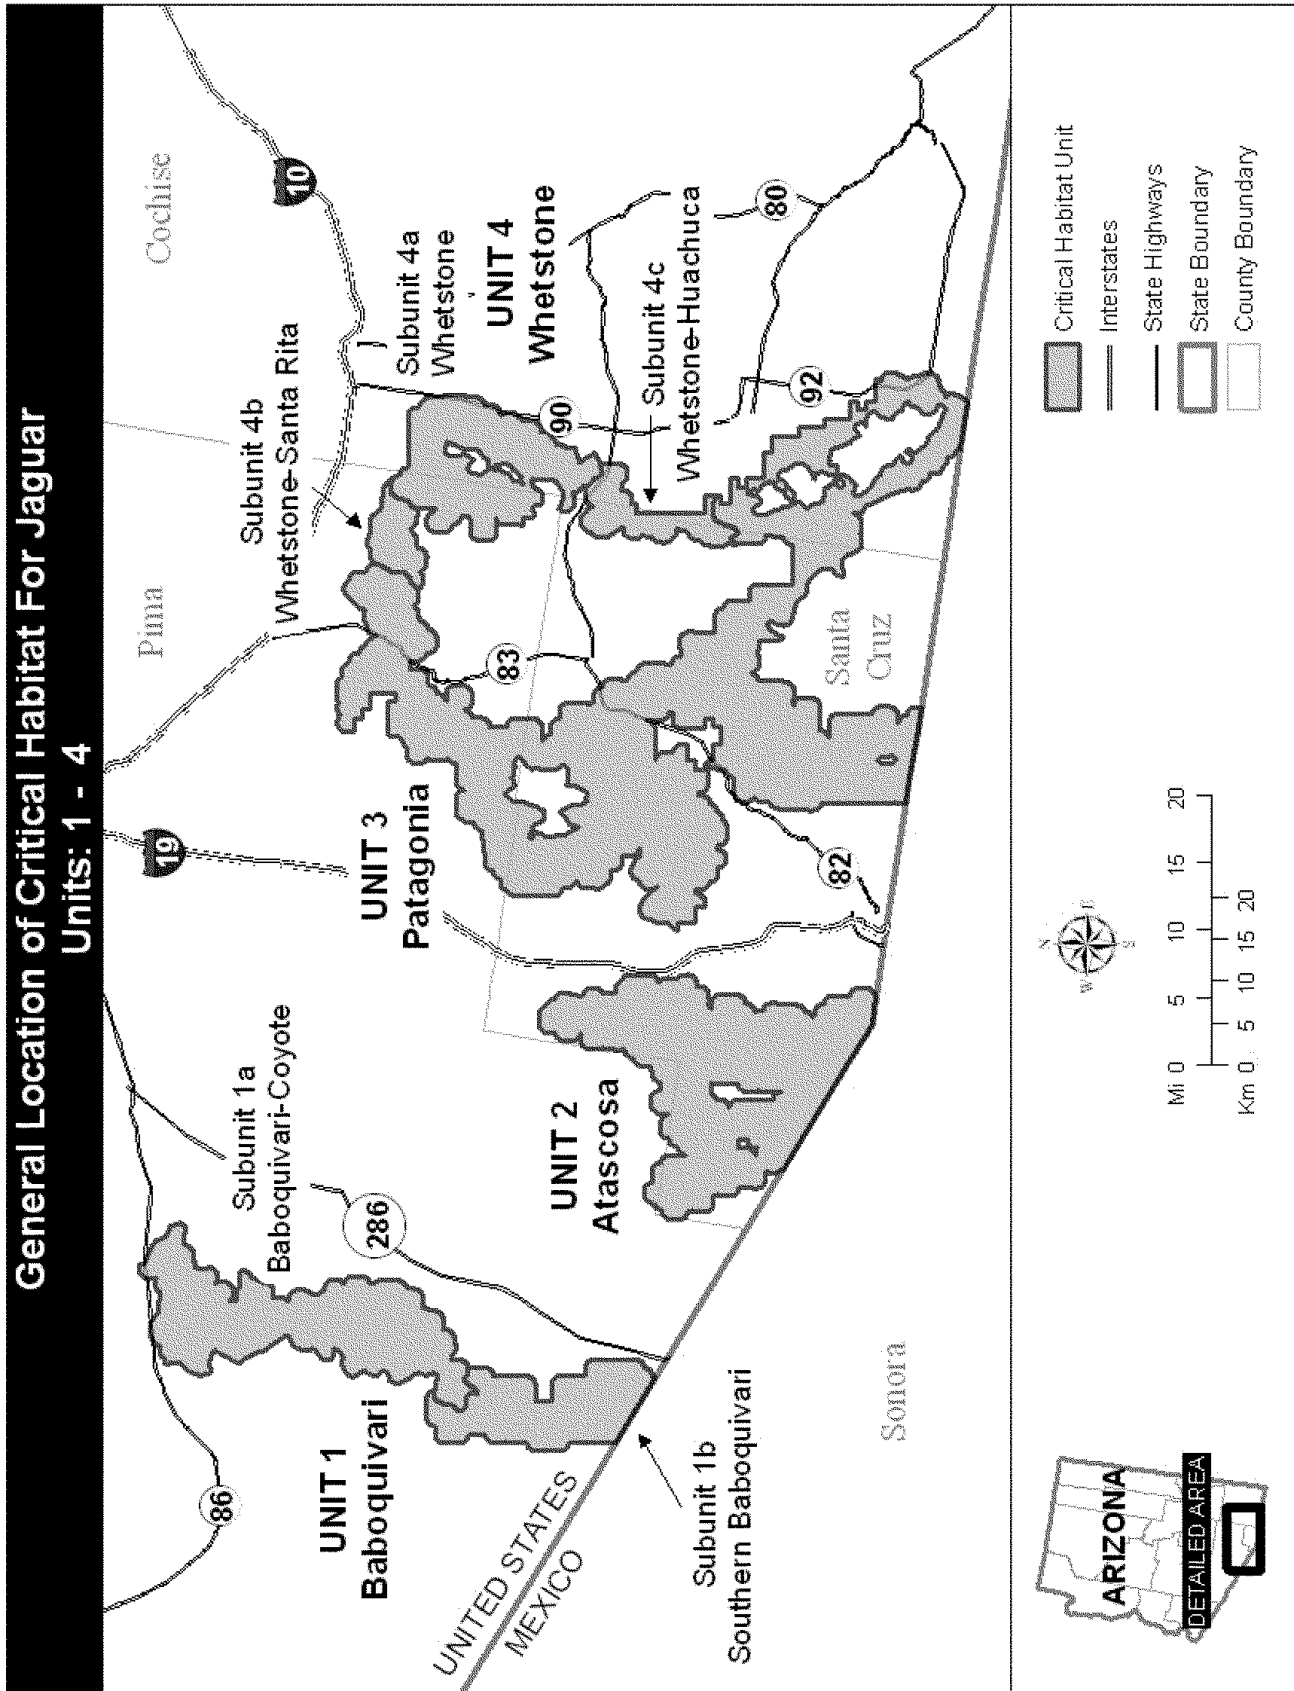 General Location of Critical Habitat For Jaguar
Units: 1 - 4
Cochise
Pima
10
19
86
Subunit 4b
Whetstone-Santa Rita
Subunit 4a
Whetstone
UNIT 4
Whetstone
Subunit 1a
Baboquivari-Coyote
286
UNIT 3
Patagonia
UNIT 1
Baboquivari
83
90
Subunit 4c
Whetstone-Huachuca
80
92
UNIT 2
Atascosa
82
Santa
Cruz
UNITED STATES
MEXICO
Subunit 1b
Southern Baboquivari
Sonora
ARIZONA
DETAILED AREA
N
W
E
S
Mi 0 5 10 15 20
Km 0 5 10 15 20
Critical Habitat Unit
Interstates
State Highways
State Boundary
County Boundary